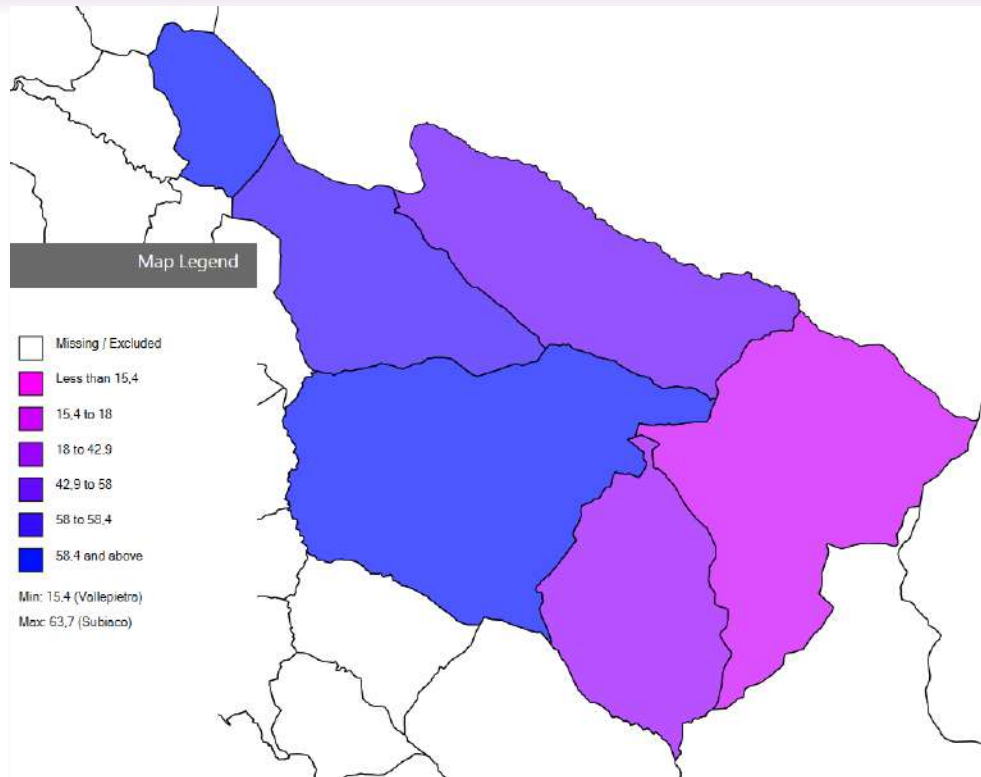 Map Legend
Missing / Excluded
Less than 15,4
15,4 to 18
18 to 42.9
42,9 to 58
58 to 58,4
58.4 and above
Min: 15,4 (Vallepietra)
Max: 63,7 (Subiaco)